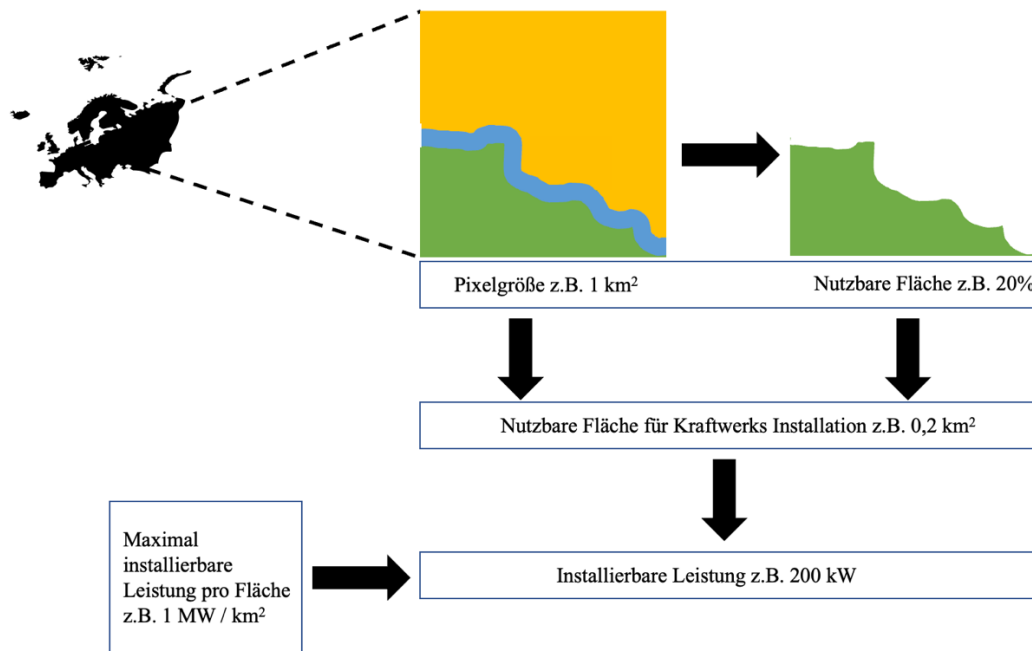 Pixelgröße z.B. 1 km²
Nutzbare Fläche z.B. 20%
Nutzbare Fläche für Kraftwerks Installation z.B. 0,2 km²
Maximal
installierbare
Leistung pro Fläche
z.B. 1 MW / km²
Installierbare Leistung z.B. 200 kW